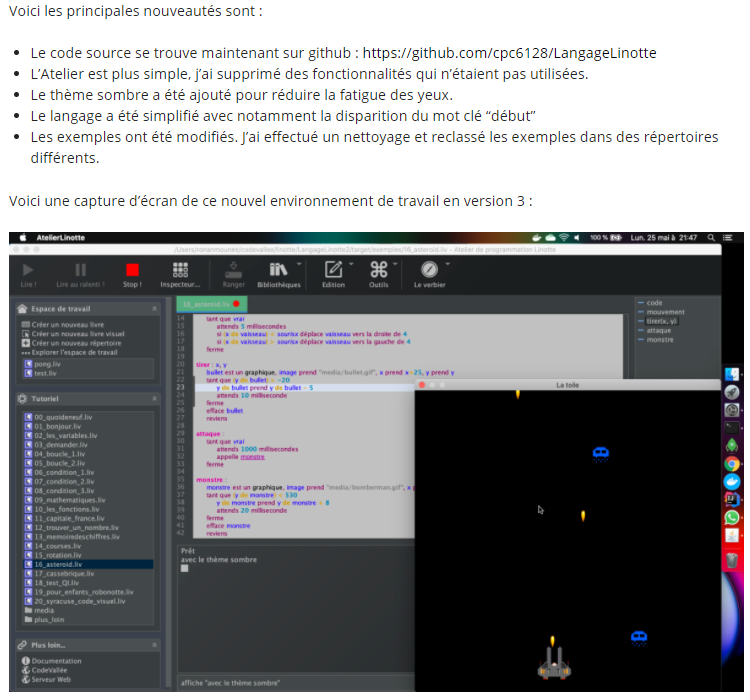 Voici les principales nouveautés sont :
Le code source se trouve maintenant sur github : https://github.com/cpc6128/LangageLinotte
L’Atelier est plus simple, j’ai supprimé des fonctionnalités qui n’étaient pas utilisées.
Le thème sombre a été ajouté pour réduire la fatigue des yeux.
Le langage a été simplifié avec notamment la disparition du mot clé “début”
Les exemples ont été modifiés. J’ai effectué un nettoyage et reclassé les exemples dans des répertoires
différents.
Voici une capture d’écran de ce nouvel environnement de travail en version 3 :
AtelierLinotte
100 %
Lun. 25 mai à 21:47
/Users/ronanmounes/codevallee/linotte/LangageLinotte2/target/exemples/16_asteroid.liv - Atelier de programmation Linotte
Lire !
Lire au ralenti !
Stop !
Inspecteur...
Ranger
Bibliothèques
Edition
Outils
Le verbier
Espace de travail
Créer un nouveau livre
Créer un nouveau livre visuel
Créer un nouveau répertoire
Explorer l'espace de travail
pong.liv
test.liv
Tutoriel
00_quoideneuf.liv
01_bonjour.liv
02_les_variables.liv
03_demander.liv
04_boucle_1.liv
05_boucle_2.liv
06_condition_1.liv
07_condition_2.liv
08_condition_3.liv
09_mathematiques.liv
10_les_fonctions.liv
11_capitale_france.liv
12_trouver_un_nombre.liv
13_memoiredeschiffres.liv
14_courses.liv
15_rotation.liv
16_asteroid.liv
17_cassebrique.liv
18_test_QI.liv
19_pour_enfants_robonotte.liv
20_syracuse_code_visuel.liv
media
plus_loin
Plus loin...
Documentation
CodeVallée
Serveur Web
16_asteroid.liv
14 tant que vrai
15 attends 5 millisecondes
16 si (x de vaisseau) < sourisx déplace vaisseau vers la droite de 4
17 si (x de vaisseau) > sourisx déplace vaisseau vers la gauche de 4
18 ferme
19
20 tirer : x, y
21 bullet est un graphique, image prend "media/bullet.gif", x prend x-25, y prend y
22 tant que (y de bullet) > -20
23 y de bullet prend y de bullet - 5
24 attends 10 milliseconde
25 ferme
26 efface bullet
27 reviens
28
29 attaque :
30 tant que vrai
31 attends 1000 millisecondes
32 appelle monstre
33 ferme
34
35 monstre :
36 monstre est un graphique, image prend "media/bomberman.gif", x
37 tant que (y de monstre) < 530
38 y de monstre prend y de monstre + 8
39 attends 20 milliseconde
40 ferme
41 efface monstre
42 reviens
code
mouvement
tirer(x, y)
attaque
monstre
La toile
Prêt
avec le thème sombre
affiche "avec le thème sombre"